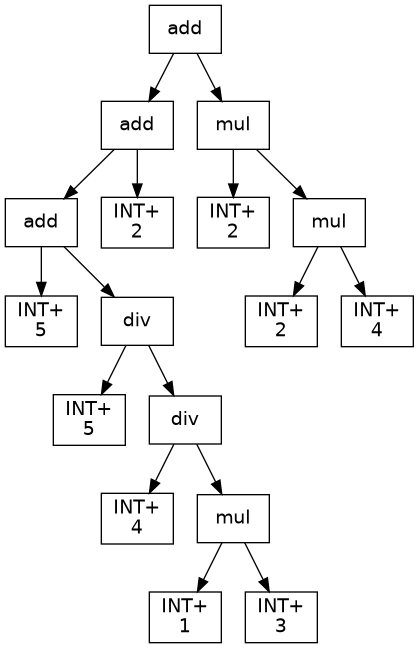 add
add
mul
add
INT+
2
INT+
2
mul
INT+
5
div
INT+
2
INT+
4
INT+
5
div
INT+
4
mul
INT+
1
INT+
3